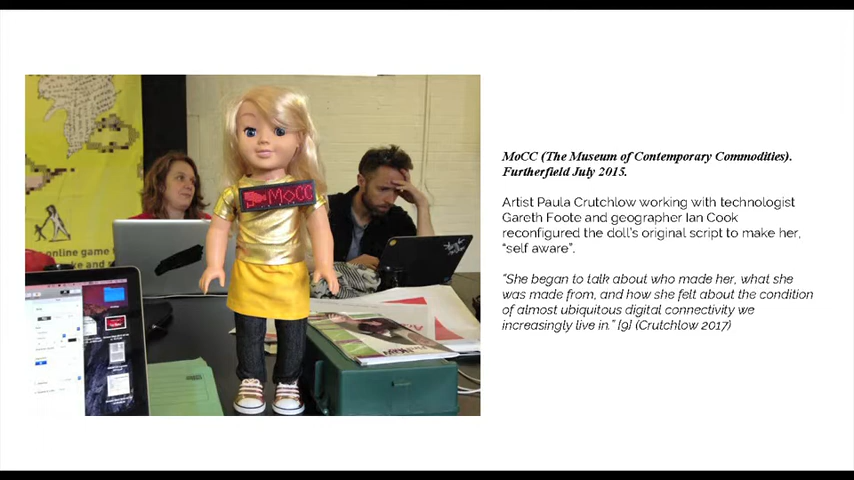 MoCC (The Museum of Contemporary Commodities).
Furtherfield July 2015.
Artist Paula Crutchlow working with technologist
Gareth Foote and geographer Ian Cook
reconfigured the doll's original script to make her,
"self aware".
"She began to talk about who made her, what she
was made from, and how she felt about the condition
of almost ubiquitous digital connectivity we
increasingly live in." [9] (Crutchlow 2017)
MoCC
online game